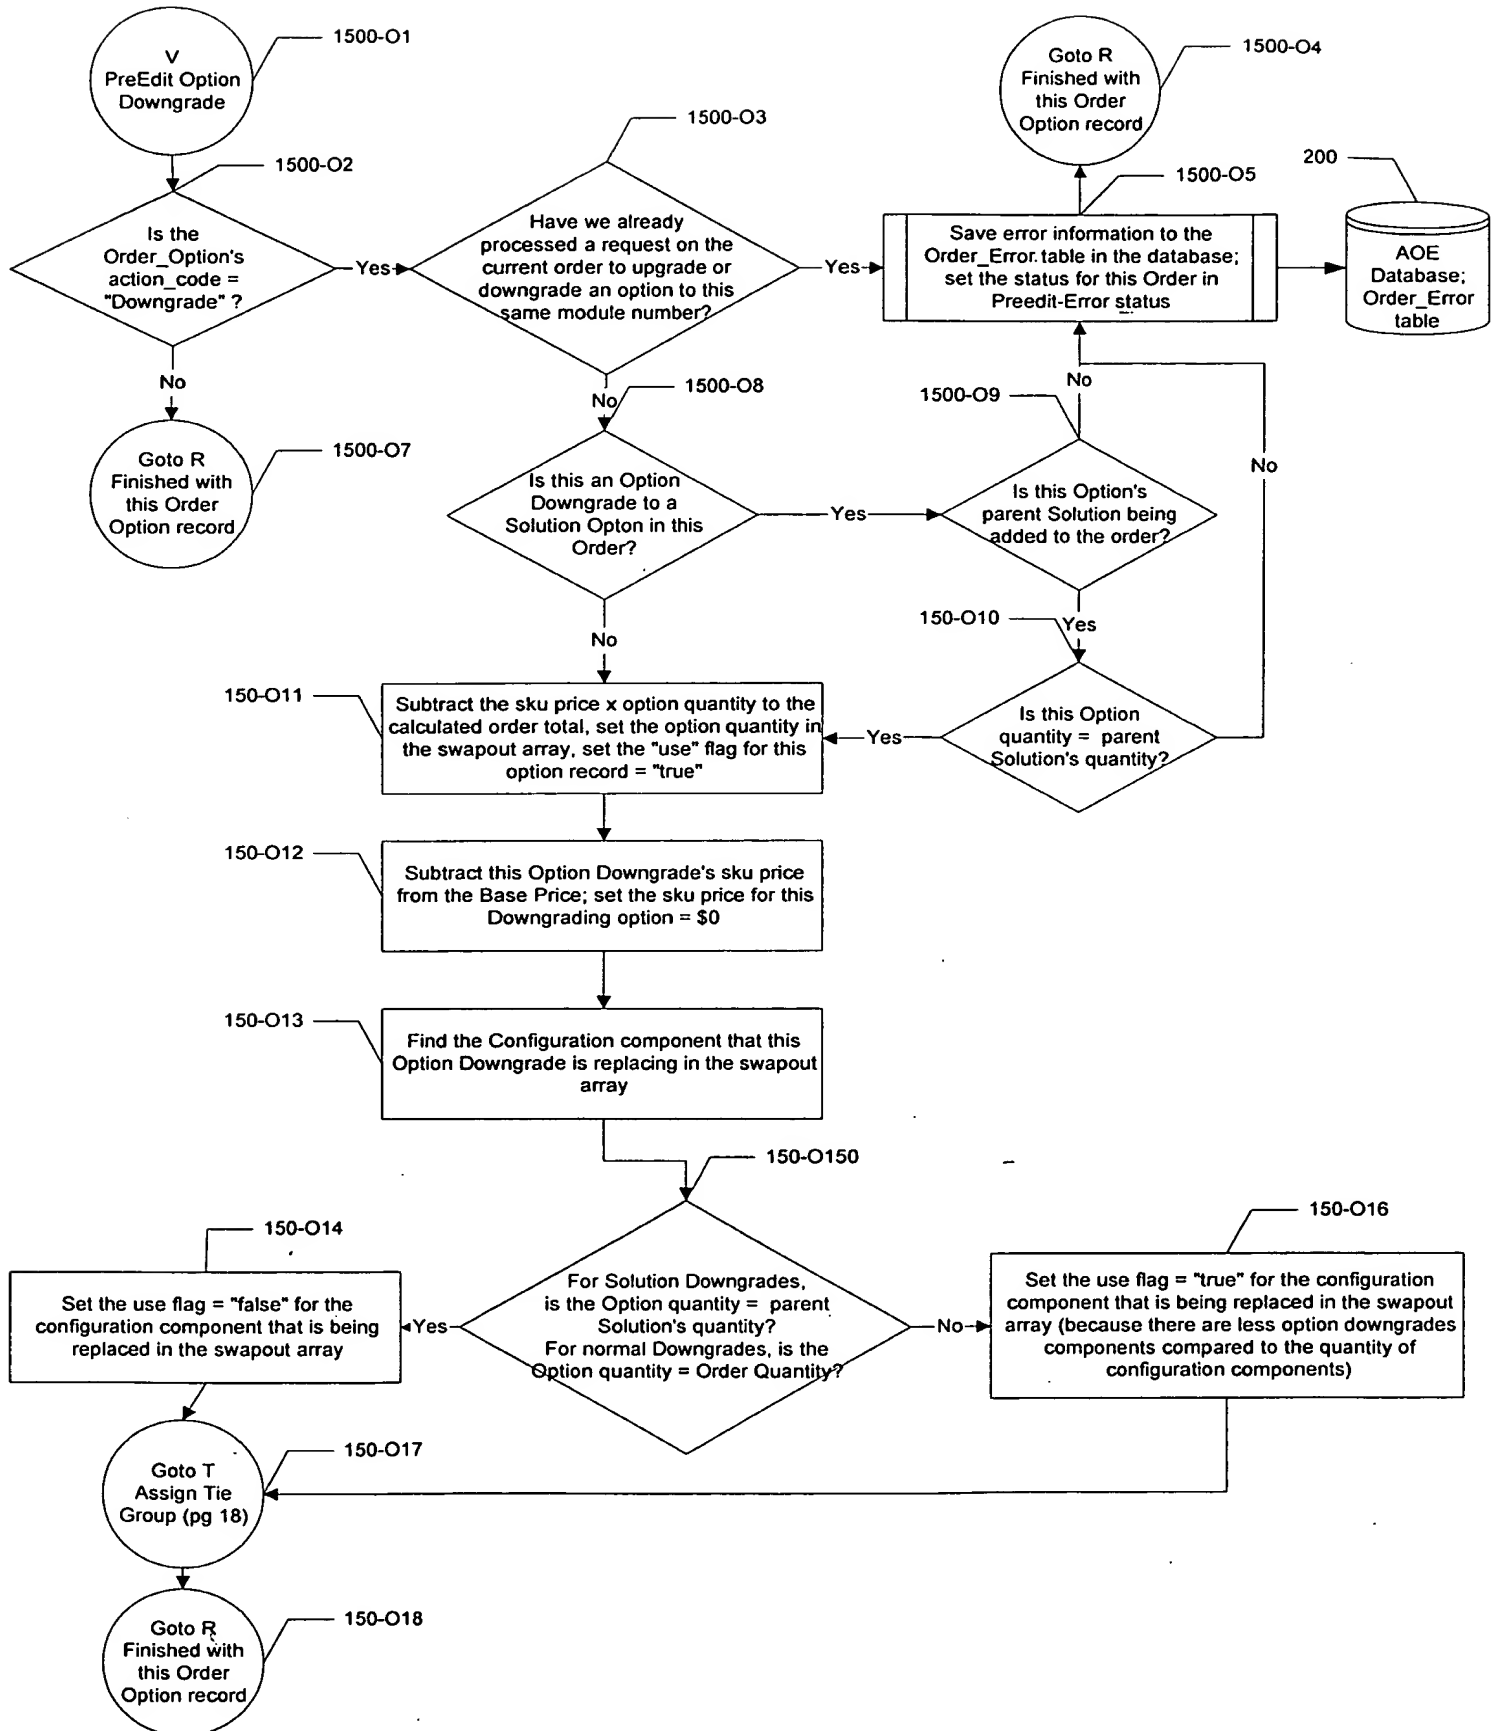 V
PreEdit Option
Downgrade
1500-O1
Goto R
Finished with
this Order
Option record
1500-O4
1500-O2
Is the
Order_Option's
action_code =
"Downgrade" ?
Yes
1500-O3
Have we already
processed a request on the
current order to upgrade or
downgrade an option to this
same module number?
Yes
1500-O5
Save error information to the
Order_Error table in the database;
set the status for this Order in
Preedit-Error status
200
AOE
Database;
Order_Error
table
No
Goto R
Finished with
this Order
Option record
1500-O7
No
1500-O8
Is this an Option
Downgrade to a
Solution Opton in this
Order?
Yes
No
1500-O9
Is this Option's
parent Solution being
added to the order?
No
Yes
150-O10
Is this Option
quantity = parent
Solution's quantity?
Yes
No
150-O11
Subtract the sku price x option quantity to the
calculated order total, set the option quantity in
the swapout array, set the "use" flag for this
option record = "true"
150-O12
Subtract this Option Downgrade's sku price
from the Base Price; set the sku price for this
Downgrading option = $0
150-O13
Find the Configuration component that this
Option Downgrade is replacing in the swapout
array
150-O150
For Solution Downgrades,
is the Option quantity = parent
Solution's quantity?
For normal Downgrades, is the
Option quantity = Order Quantity?
Yes
No
150-O14
Set the use flag = "false" for the
configuration component that is being
replaced in the swapout array
150-O16
Set the use flag = "true" for the configuration
component that is being replaced in the swapout
array (because there are less option downgrades
components compared to the quantity of
configuration components)
150-O17
Goto T
Assign Tie
Group (pg 18)
150-O18
Goto R
Finished with
this Order
Option record